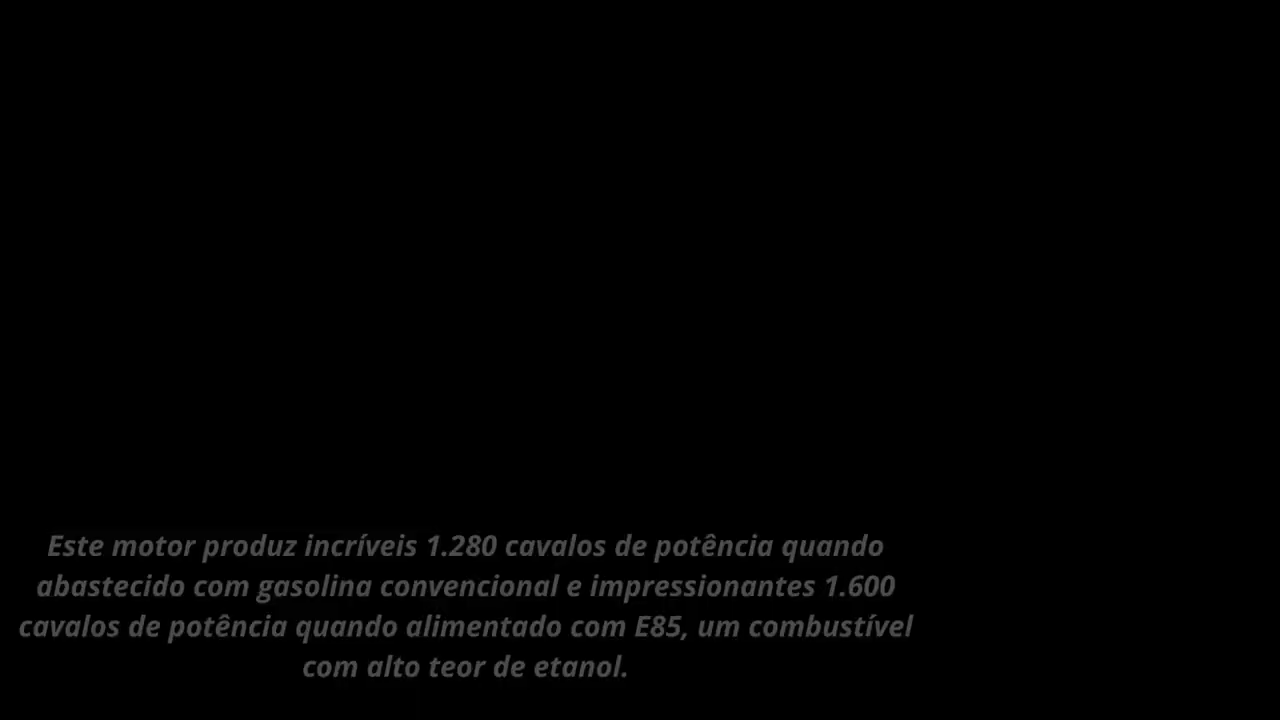 Este motor produz incríveis 1.280 cavalos de potência quando
abastecido com gasolina convencional e impressionantes 1.600
cavalos de potência quando alimentado com E85, um combustível
com alto teor de etanol.